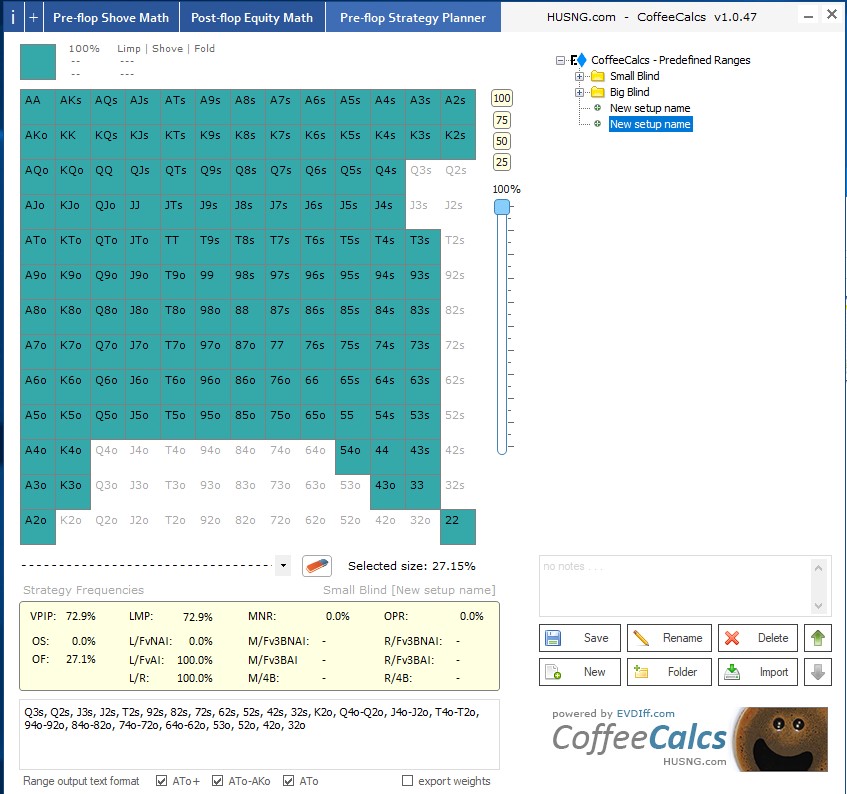 i + Pre-flop Shove Math Post-flop Equity Math Pre-flop Strategy Planner HUSNG.com - CoffeeCalcs v1.0.47
100% Limp | Shove | Fold
-- ---
-- ---
AA AKs AQs AJs ATs A9s A8s A7s A6s A5s A4s A3s A2s
AKo KK KQs KJs KTs K9s K8s K7s K6s K5s K4s K3s K2s
AQo KQo QQ QJs QTs Q9s Q8s Q7s Q6s Q5s Q4s Q3s Q2s
AJo KJo QJo JJ JTs J9s J8s J7s J6s J5s J4s J3s J2s
ATo KTo QTo JTo TT T9s T8s T7s T6s T5s T4s T3s T2s
A9o K9o Q9o J9o T9o 99 98s 97s 96s 95s 94s 93s 92s
A8o K8o Q8o J8o T8o 98o 88 87s 86s 85s 84s 83s 82s
A7o K7o Q7o J7o T7o 97o 87o 77 76s 75s 74s 73s 72s
A6o K6o Q6o J6o T6o 96o 86o 76o 66 65s 64s 63s 62s
A5o K5o Q5o J5o T5o 95o 85o 75o 65o 55 54s 53s 52s
A4o K4o Q4o J4o T4o 94o 84o 74o 64o 54o 44 43s 42s
A3o K3o Q3o J3o T3o 93o 83o 73o 63o 53o 43o 33 32s
A2o K2o Q2o J2o T2o 92o 82o 72o 62o 52o 42o 32o 22
100
75
50
25
100%
CoffeeCalcs - Predefined Ranges
Small Blind
Big Blind
New setup name
New setup name
Selected size: 27.15%
Strategy Frequencies Small Blind [New setup name]
VPIP: 72.9% LMP: 72.9% MNR: 0.0% OPR: 0.0%
OS: 0.0% L/FvNAI: 0.0% M/Fv3BNAI: - R/Fv3BNAI: -
OF: 27.1% L/FvAI: 100.0% M/Fv3BAI - R/Fv3BAI: -
L/R: 100.0% M/4B: - R/4B: -
Q3s, Q2s, J3s, J2s, T2s, 92s, 82s, 72s, 62s, 52s, 42s, 32s, K2o, Q4o-Q2o, J4o-J2o, T4o-T2o,
94o-92o, 84o-82o, 74o-72o, 64o-62o, 53o, 52o, 42o, 32o
Range output text format ATo+ ATo-AKo ATo export weights
no notes . . .
Save Rename Delete
New Folder Import
powered by EVDIff.com
CoffeeCalcs
HUSNG.com